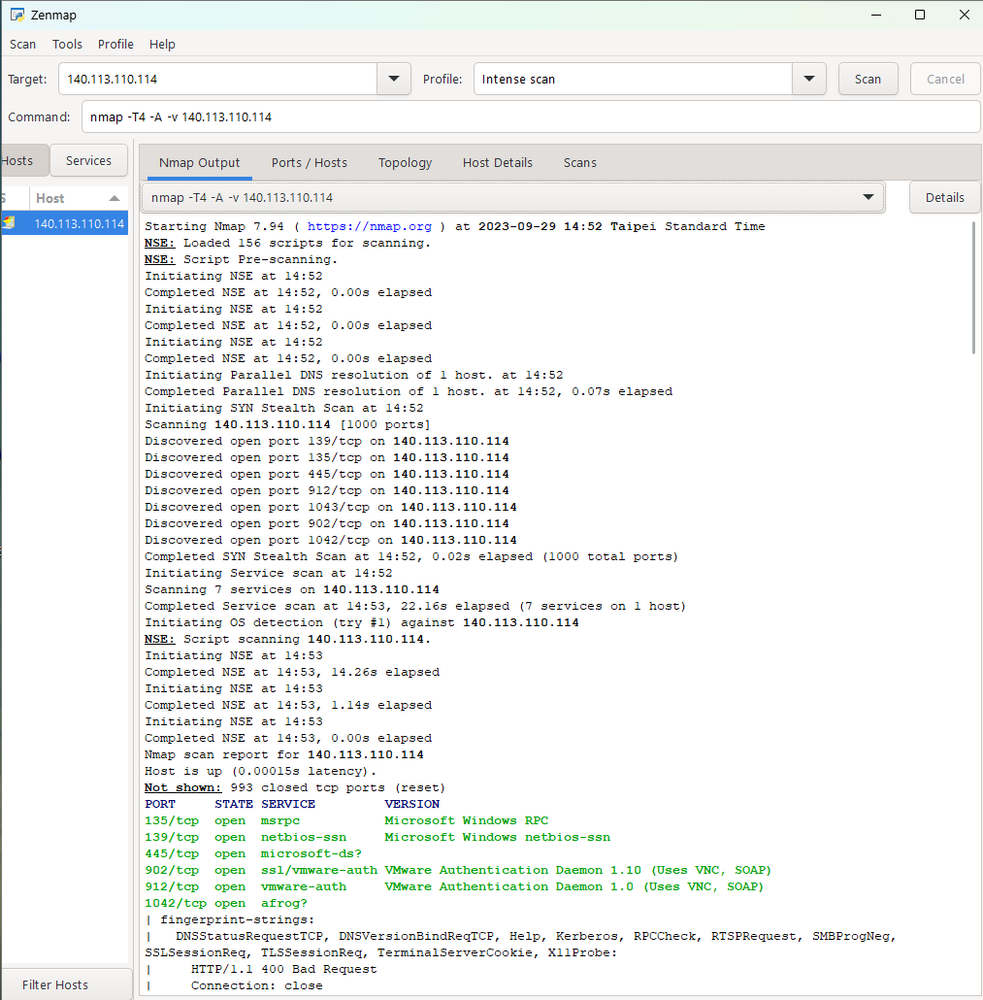 Zenmap
Scan Tools Profile Help
Target: 140.113.110.114 Profile: Intense scan Scan Cancel
Command: nmap -T4 -A -v 140.113.110.114
Hosts Services
Nmap Output Ports / Hosts Topology Host Details Scans
S Host
nmap -T4 -A -v 140.113.110.114 Details
140.113.110.114
Starting Nmap 7.94 ( https://nmap.org ) at 2023-09-29 14:52 Taipei Standard Time
NSE: Loaded 156 scripts for scanning.
NSE: Script Pre-scanning.
Initiating NSE at 14:52
Completed NSE at 14:52, 0.00s elapsed
Initiating NSE at 14:52
Completed NSE at 14:52, 0.00s elapsed
Initiating NSE at 14:52
Completed NSE at 14:52, 0.00s elapsed
Initiating Parallel DNS resolution of 1 host. at 14:52
Completed Parallel DNS resolution of 1 host. at 14:52, 0.07s elapsed
Initiating SYN Stealth Scan at 14:52
Scanning 140.113.110.114 [1000 ports]
Discovered open port 139/tcp on 140.113.110.114
Discovered open port 135/tcp on 140.113.110.114
Discovered open port 445/tcp on 140.113.110.114
Discovered open port 912/tcp on 140.113.110.114
Discovered open port 1043/tcp on 140.113.110.114
Discovered open port 902/tcp on 140.113.110.114
Discovered open port 1042/tcp on 140.113.110.114
Completed SYN Stealth Scan at 14:52, 0.02s elapsed (1000 total ports)
Initiating Service scan at 14:52
Scanning 7 services on 140.113.110.114
Completed Service scan at 14:53, 22.16s elapsed (7 services on 1 host)
Initiating OS detection (try #1) against 140.113.110.114
NSE: Script scanning 140.113.110.114.
Initiating NSE at 14:53
Completed NSE at 14:53, 14.26s elapsed
Initiating NSE at 14:53
Completed NSE at 14:53, 1.14s elapsed
Initiating NSE at 14:53
Completed NSE at 14:53, 0.00s elapsed
Nmap scan report for 140.113.110.114
Host is up (0.00015s latency).
Not shown: 993 closed tcp ports (reset)
PORT STATE SERVICE VERSION
135/tcp open msrpc Microsoft Windows RPC
139/tcp open netbios-ssn Microsoft Windows netbios-ssn
445/tcp open microsoft-ds?
902/tcp open ssl/vmware-auth VMware Authentication Daemon 1.10 (Uses VNC, SOAP)
912/tcp open vmware-auth VMware Authentication Daemon 1.0 (Uses VNC, SOAP)
1042/tcp open afrog?
| fingerprint-strings:
| DNSStatusRequestTCP, DNSVersionBindReqTCP, Help, Kerberos, RPCCheck, RTSPRequest, SMBProgNeg,
SSLSessionReq, TLSSessionReq, TerminalServerCookie, X11Probe:
| HTTP/1.1 400 Bad Request
| Connection: close
Filter Hosts